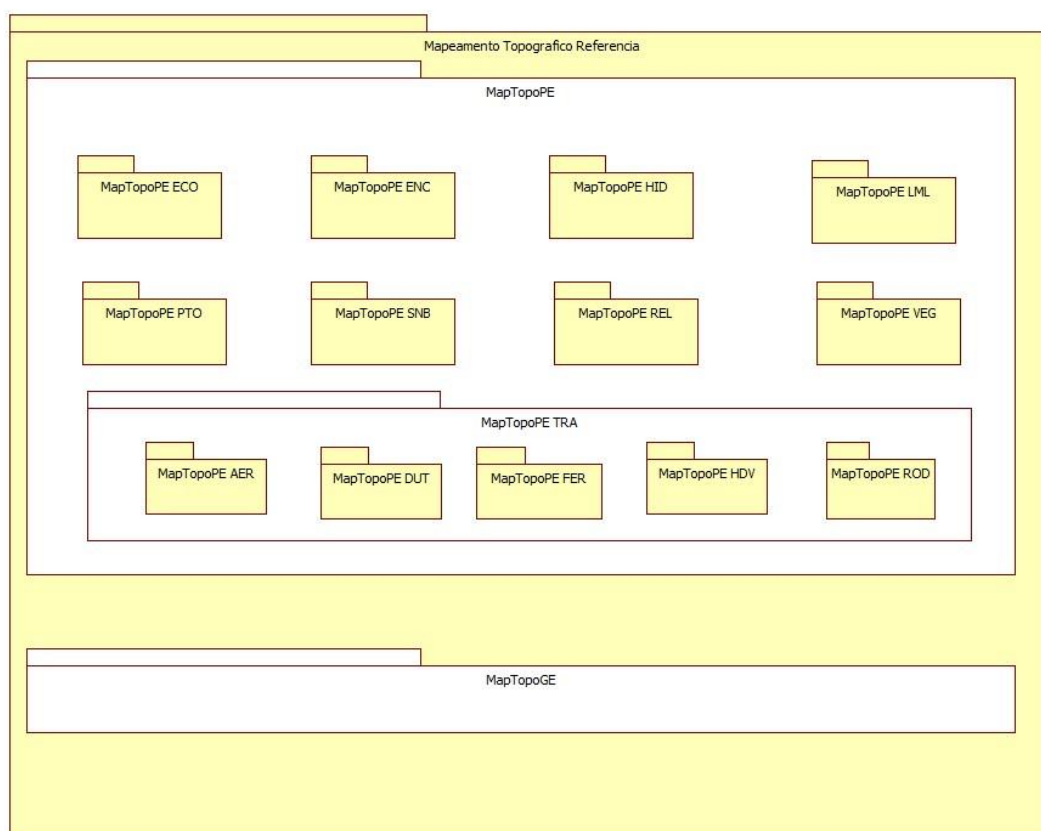 Mapeamento Topografico Referencia
MapTopoPE
MapTopoPE ECO
MapTopoPE ENC
MapTopoPE HID
MapTopoPE LML
MapTopoPE PTO
MapTopoPE SNB
MapTopoPE REL
MapTopoPE VEG
MapTopoPE TRA
MapTopoPE AER
MapTopoPE DUT
MapTopoPE FER
MapTopoPE HDV
MapTopoPE ROD
MapTopoGE